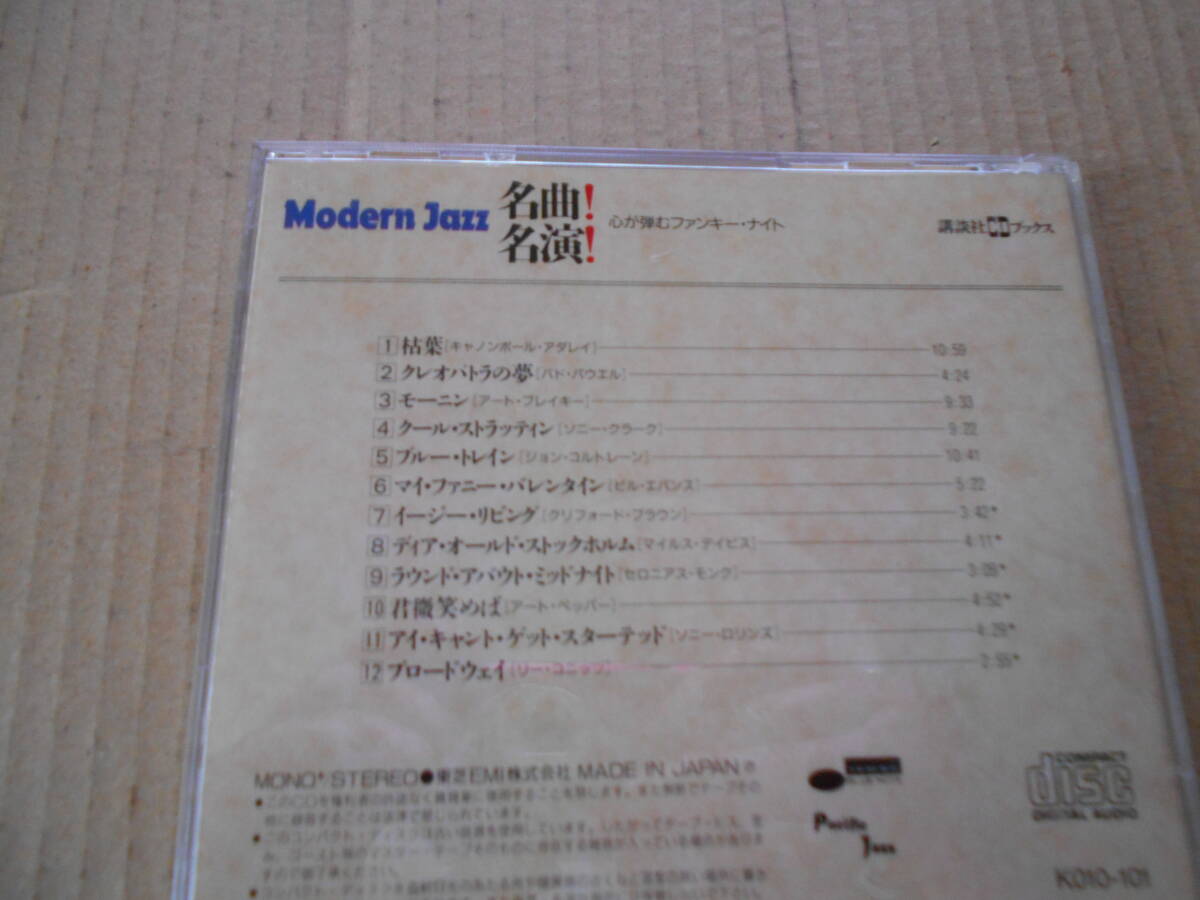 Modern Jazz 名曲!名演! 心が弾むファンキー・ナイト 講談社CDブックス
1 枯葉[キャノンボール・アダレイ] 10:59
2 クレオパトラの夢[バド・パウエル] 4:24
3 モーニン[アート・ブレイキー] 9:33
4 クール・ストラッティン[ソニー・クラーク] 9:22
5 ブルー・トレイン[ジョン・コルトレーン] 10:41
6 マイ・ファニー・バレンタイン[ビル・エバンス] 5:22
7 イージー・リビング[クリフォード・ブラウン] 3:42*
8 ディア・オールド・ストックホルム[マイルス・デイビス] 4:11*
9 ラウンド・アバウト・ミッドナイト[セロニアス・モンク] 3:09*
10 君微笑めば[アート・ペッパー] 4:52*
11 アイ・キャント・ゲット・スターテッド[ソニー・ロリンズ] 4:29*
12 ブロードウェイ[リー・コニッツ] 2:55*
MONO*/STEREO●東芝EMI株式会社 MADE IN JAPAN
Pacific
Jazz
COMPACT
disc
DIGITAL AUDIO
K010-101